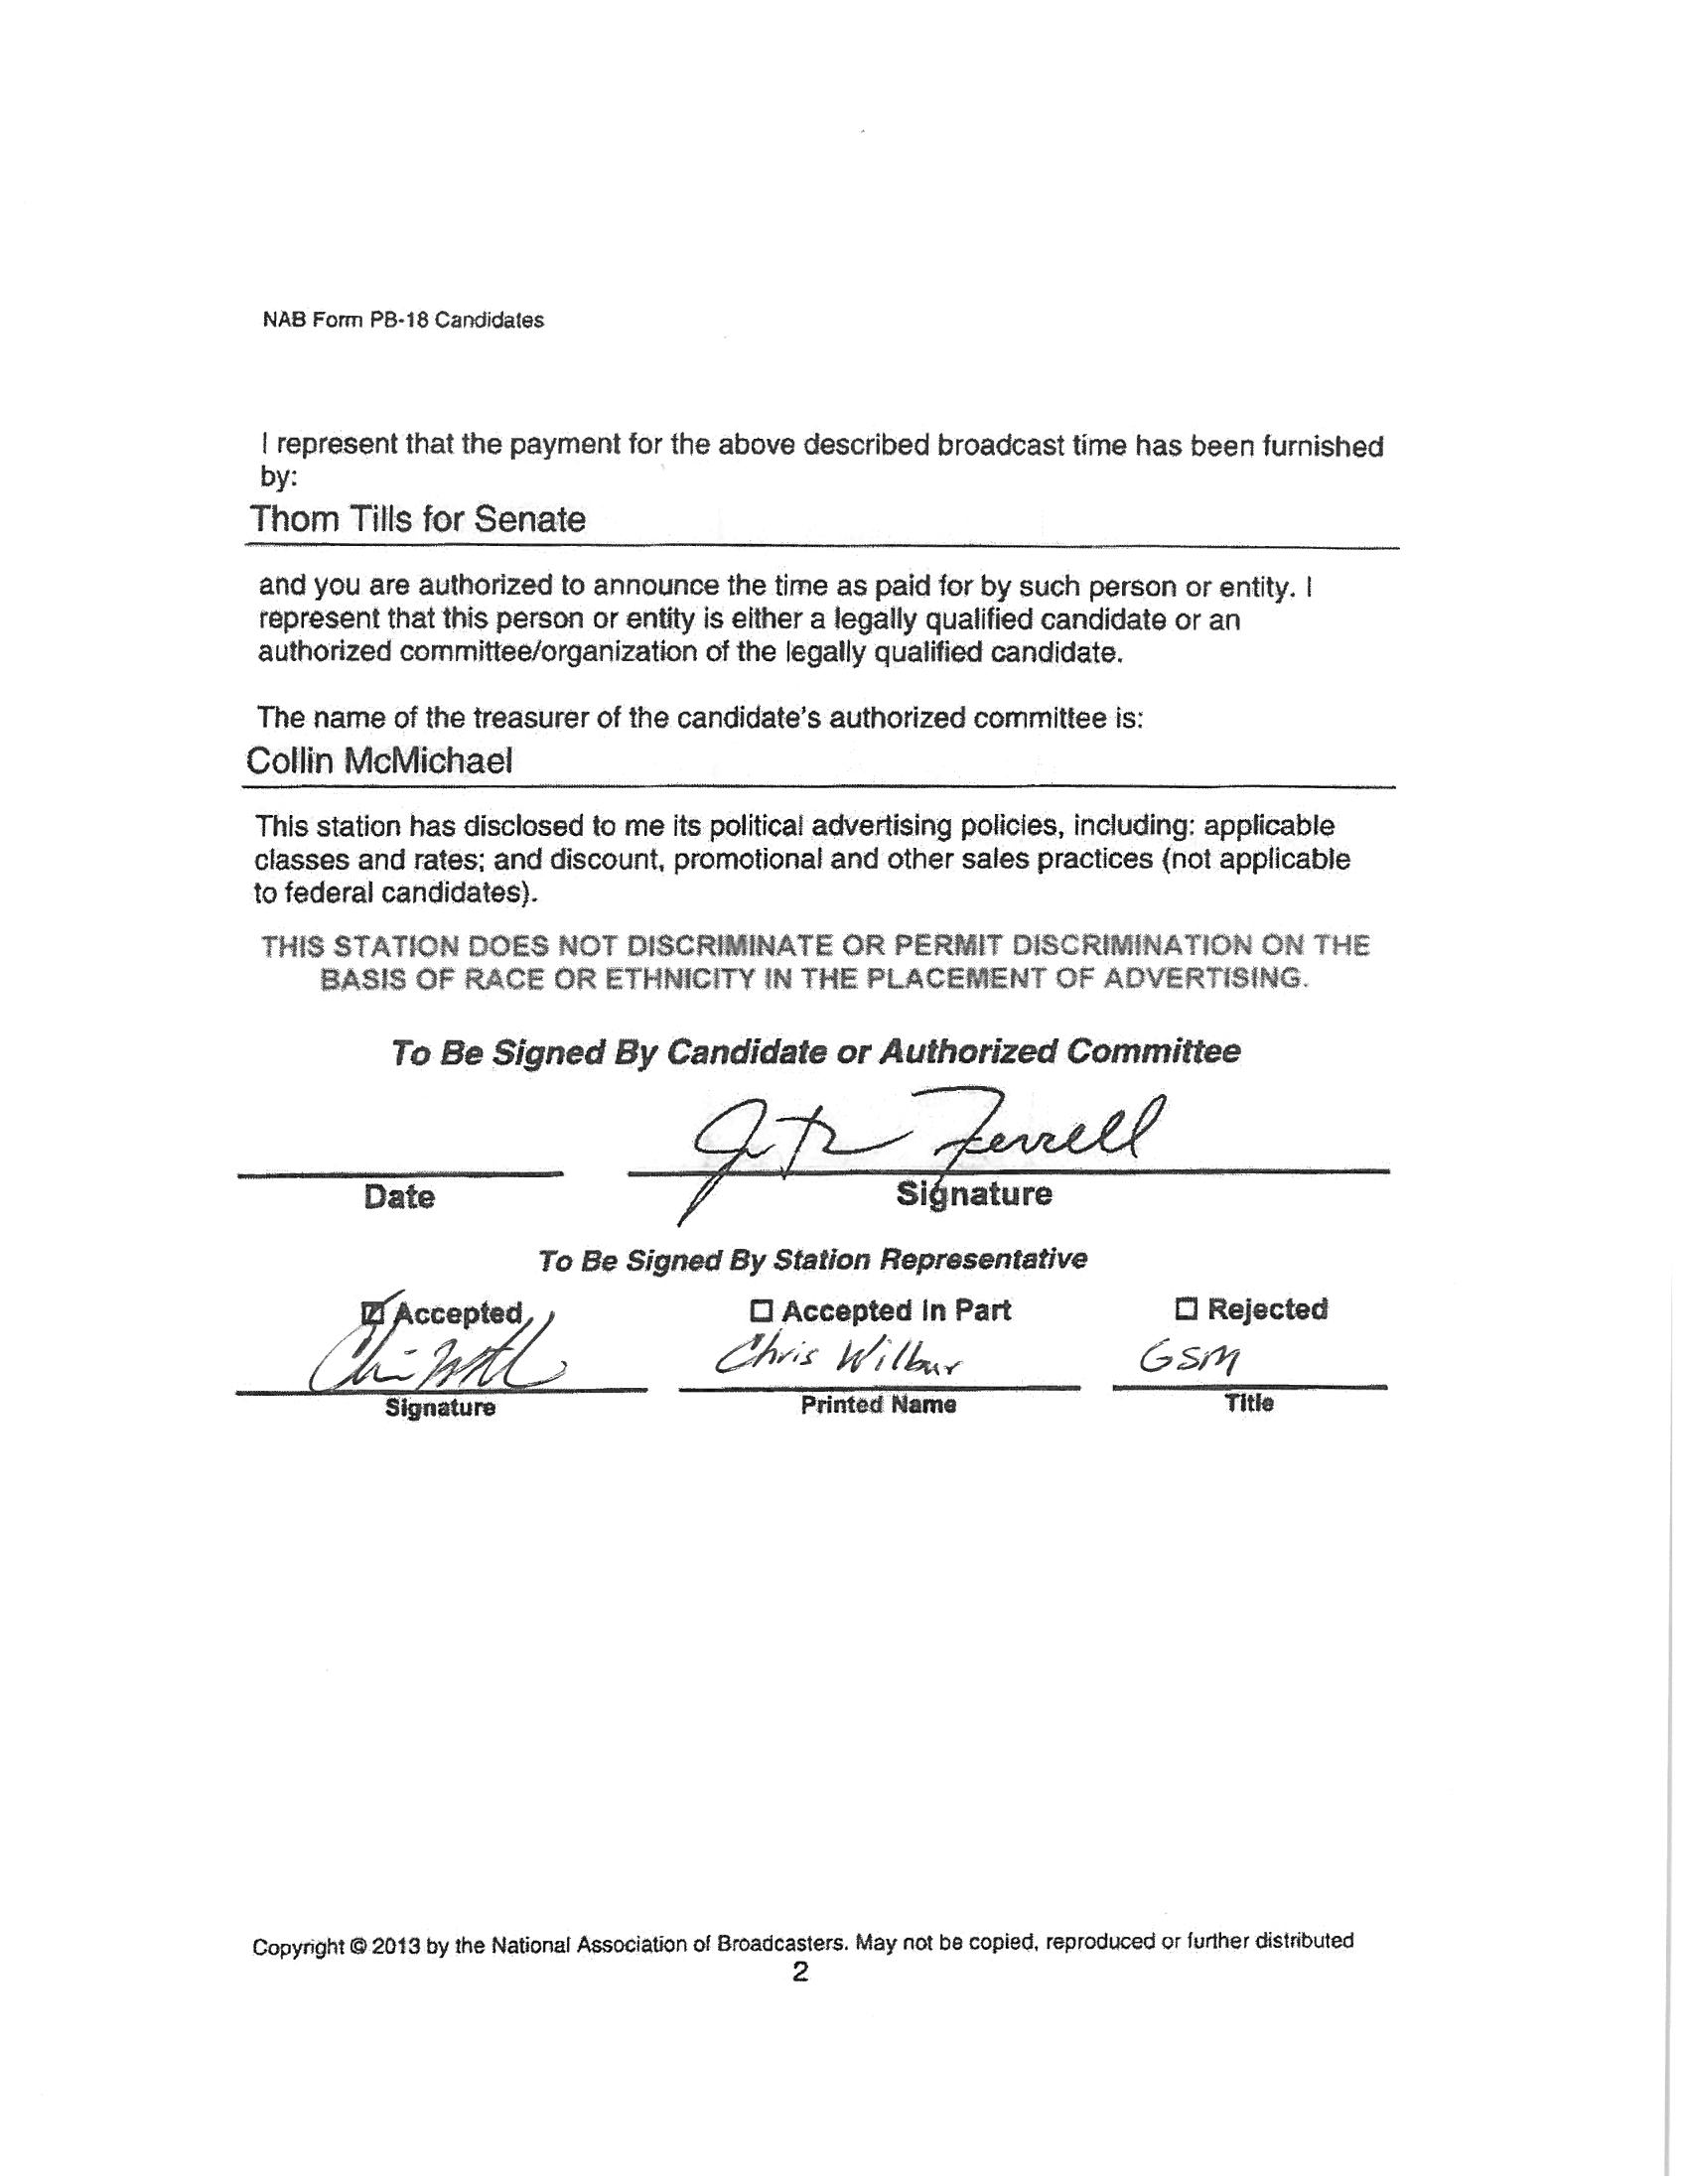 NAB Form PB-18 Candidates
I represent that the payment for the above described broadcast time has been furnished
by:
Thom Tills for Senate
and you are authorized to announce the time as paid for by such person or entity. I
represent that this person or entity is either a legally qualified candidate or an
authorized committee/organization of the legally qualified candidate.
The name of the treasurer of the candidate's authorized committee is:
Collin McMichael
This station has disclosed to me its political advertising policies, including: applicable
classes and rates; and discount, promotional and other sales practices (not applicable
to federal candidates).
THIS STATION DOES NOT DISCRIMINATE OR PERMIT DISCRIMINATION ON THE
BASIS OF RACE OR ETHNICITY IN THE PLACEMENT OF ADVERTISING.
To Be Signed By Candidate or Authorized Committee
Ferrell
Date Signature
To Be Signed By Station Representative
Accepted Accepted in Part Rejected
Chris Wilbur GSM
Signature Printed Name Title
Copyright © 2013 by the National Association of Broadcasters. May not be copied, reproduced or further distributed
2